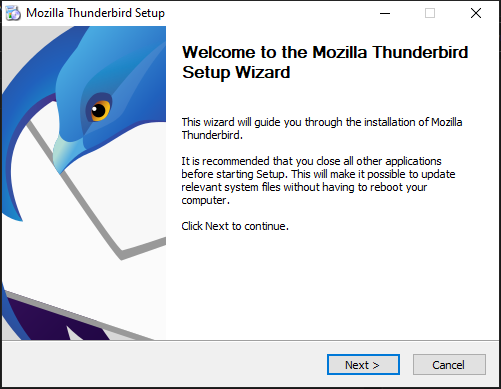 Mozilla Thunderbird Setup
Welcome to the Mozilla Thunderbird
Setup Wizard
This wizard will guide you through the installation of Mozilla
Thunderbird.
It is recommended that you close all other applications
before starting Setup. This will make it possible to update
relevant system files without having to reboot your
computer.
Click Next to continue.
Next >
Cancel